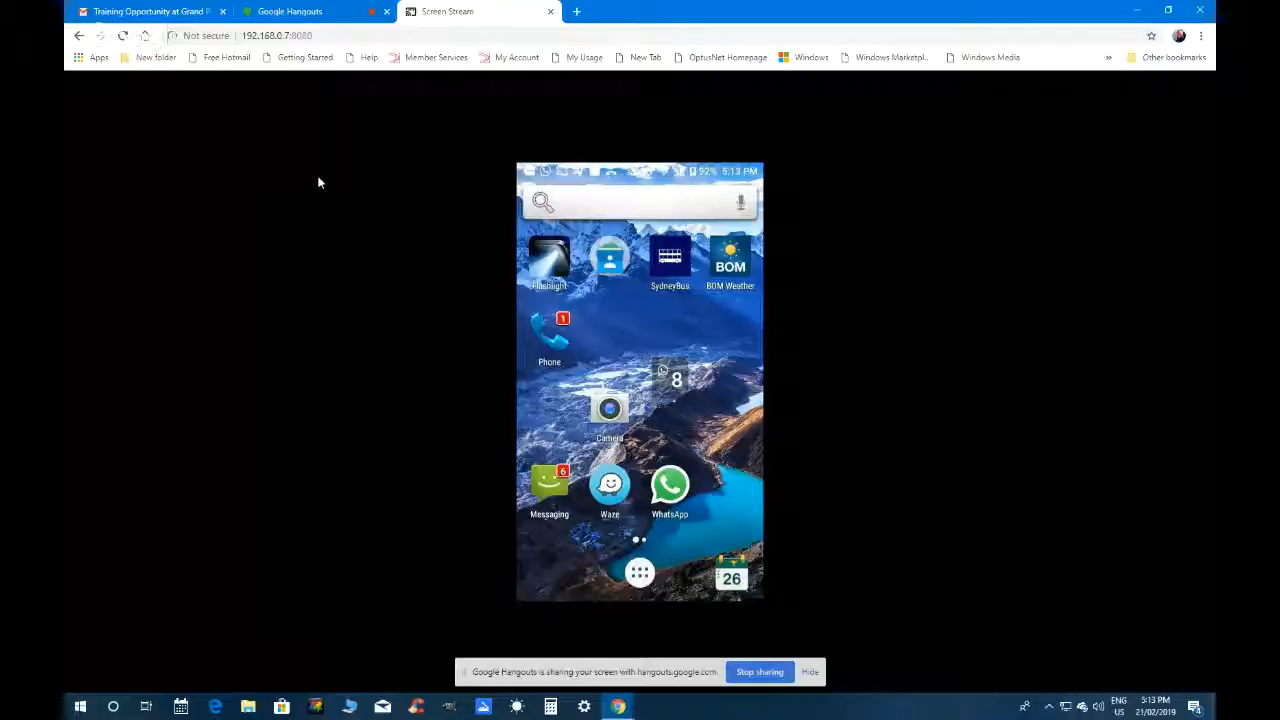 Training Opportunity at Grand P
Google Hangouts
Screen Stream
Not secure
192.168.0.7:8080
Apps
New folder
Free Hotmail
Getting Started
Help
Member Services
My Account
My Usage
New Tab
OptusNet Homepage
Windows
Windows Marketpl...
Windows Media
»
Other bookmarks
92% 5:13 PM
BOM
Flashlight
SydneyBus
BOM Weather
1
Phone
8
Camera
6
Messaging
Waze
WhatsApp
26
Google Hangouts is sharing your screen with hangouts.google.com.
Stop sharing
Hide
ENG
US
5:13 PM
21/02/2019